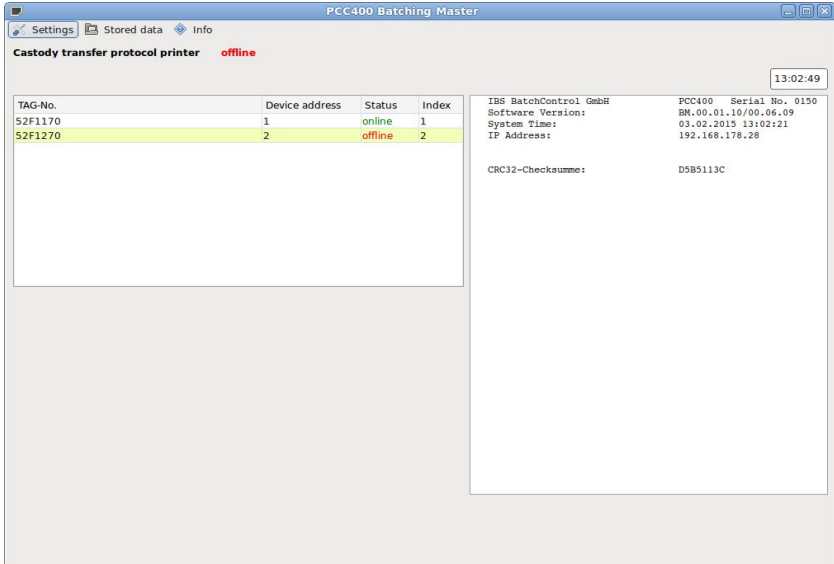 PCC400 Batching Master
Settings Stored data Info
Castody transfer protocol printer offline
13:02:49
TAG-No. Device address Status Index
52F1170 1 online 1
52F1270 2 offline 2
IBS BatchControl GmbH PCC400 Serial No. 0150
Software Version: BM.00.01.10/00.06.09
System Time: 03.02.2015 13:02:21
IP Address: 192.168.178.28
CRC32-Checksumme: D5B5113C